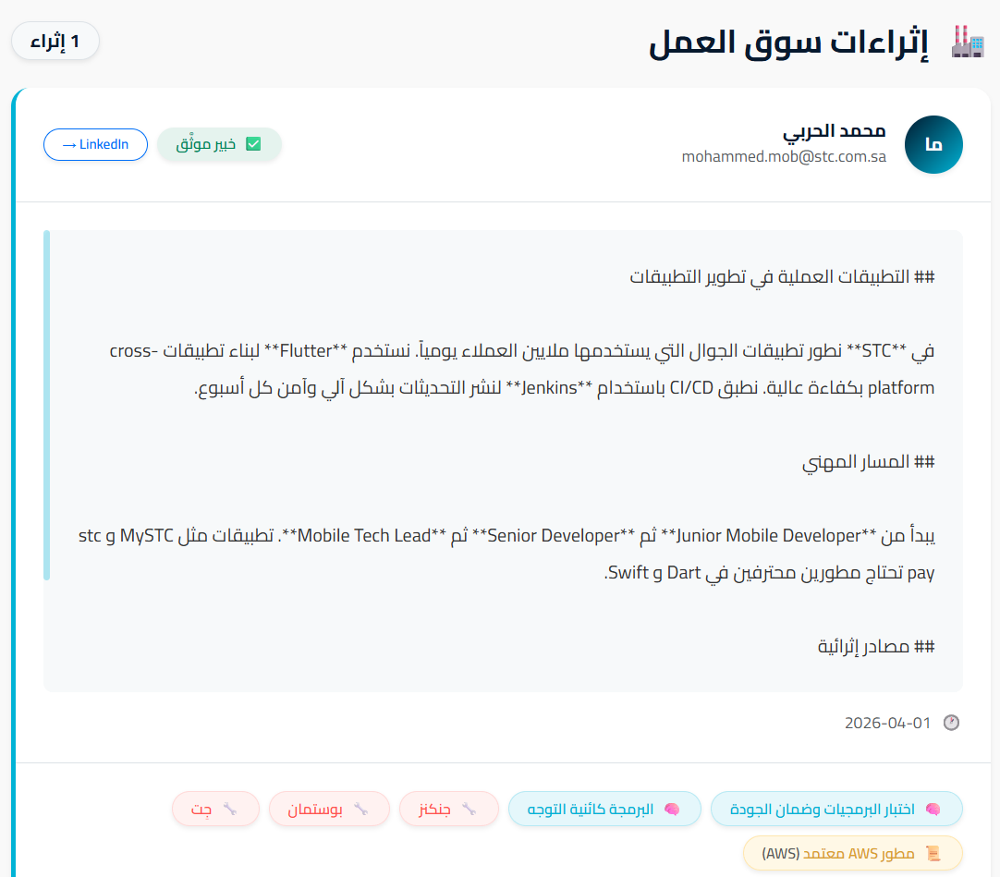 إثراءات سوق العمل
1 إثراء
ما
محمد الحربي
mohammed.mob@stc.com.sa
خبير موثَّق
LinkedIn →
## التطبيقات العملية في تطوير التطبيقات
في **STC** نطور تطبيقات الجوال التي يستخدمها ملايين العملاء يومياً. نستخدم **Flutter** لبناء تطبيقات cross-
platform بكفاءة عالية. نطبق CI/CD باستخدام **Jenkins** لنشر التحديثات بشكل آلي وآمن كل أسبوع.
## المسار المهني
يبدأ من **Junior Mobile Developer** ثم **Senior Developer** ثم **Mobile Tech Lead**. تطبيقات مثل MySTC و stc
pay تحتاج مطورين محترفين في Dart و Swift.
## مصادر إثرائية
2026-04-01
اختبار البرمجيات وضمان الجودة
البرمجة كائنية التوجه
جنكنز
بوستمان
جت
مطور AWS معتمد (AWS)